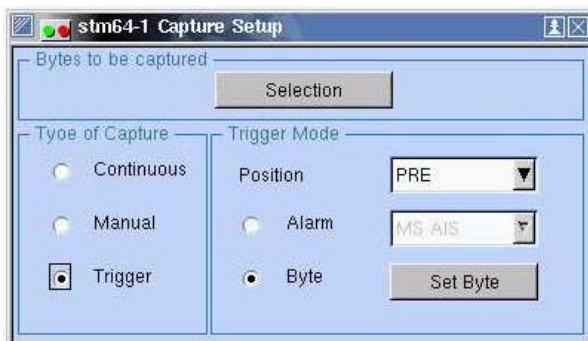 stm64-1 Capture Setup
Bytes to be captured
Selection
Tyoe of Capture
Continuous
Manual
Trigger
Trigger Mode
Position PRE
Alarm MS AIS
Byte Set Byte